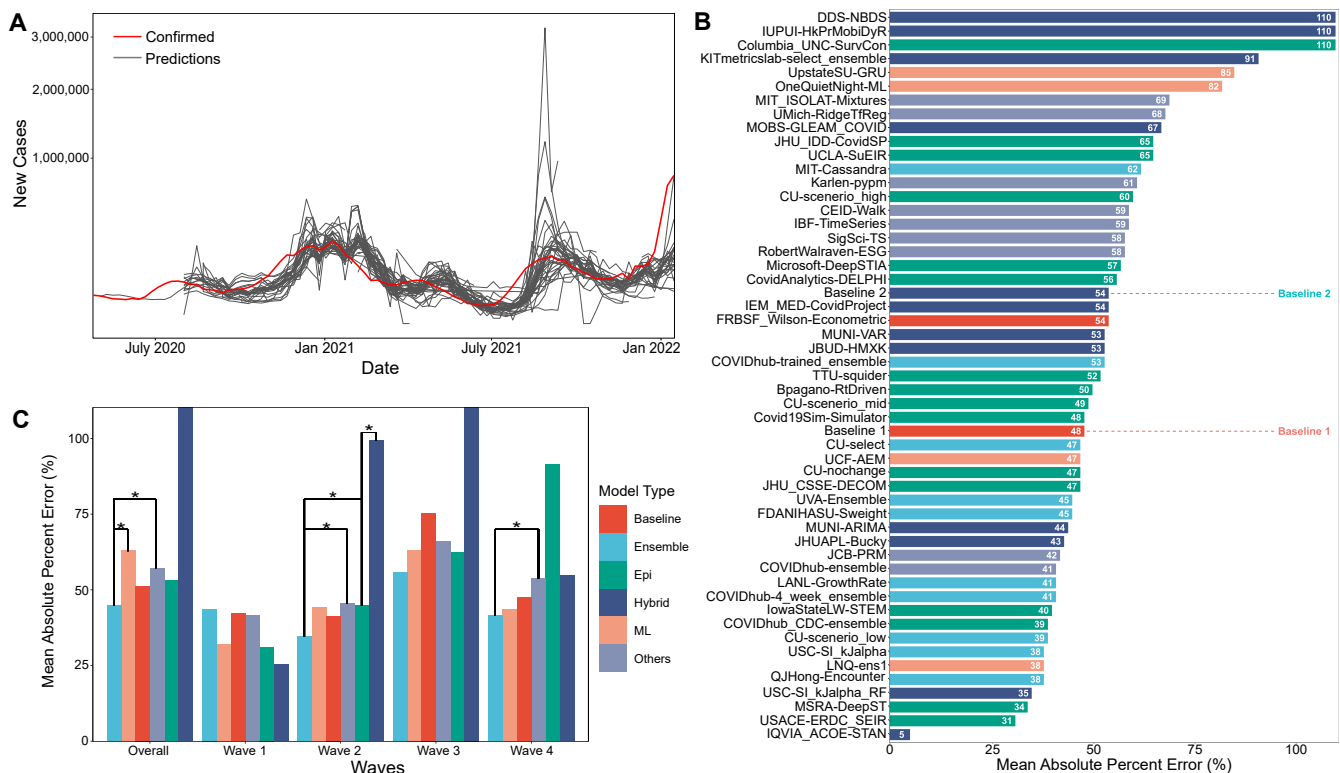 A
3,000,000
2,000,000
1,000,000
New Cases
Confirmed
Predictions
July 2020
Jan 2021
July 2021
Jan 2022
Date
B
DDS-NBDS 110
IUPUI-HkPrMobiDyR 110
Columbia_UNC-SurvCon 110
KITmetricslab-select_ensemble 91
UpstateSU-GRU 85
OneQuietNight-ML 82
MIT_ISOLAT-Mixtures 69
UMich-RidgeTfReg 68
MOBS-GLEAM_COVID 67
JHU_IDD-CovidSP 65
UCLA-SuEIR 65
MIT-Cassandra 62
Karlen-pypm 61
CU-scenerio_high 60
CEID-Walk 59
IBF-TimeSeries 59
SigSci-TS 58
RobertWalraven-ESG 58
Microsoft-DeepSTIA 57
CovidAnalytics-DELPHI 56
Baseline 2 54 Baseline 2
IEM_MED-CovidProject 54
FRBSF_Wilson-Econometric 54
MUNI-VAR 53
JBUD-HMXK 53
COVIDhub-trained_ensemble 53
TTU-squider 52
Bpagano-RtDriven 50
CU-scenerio_mid 49
Covid19Sim-Simulator 48
Baseline 1 48 Baseline 1
CU-select 47
UCF-AEM 47
CU-nochange 47
JHU_CSSE-DECOM 47
UVA-Ensemble 45
FDANIHASU-Sweight 45
MUNI-ARIMA 44
JHUAPL-Bucky 43
JCB-PRM 42
COVIDhub-ensemble 41
LANL-GrowthRate 41
COVIDhub-4_week_ensemble 41
IowaStateLW-STEM 40
COVIDhub_CDC-ensemble 39
CU-scenerio_low 39
USC-SI_kJalpha 38
LNQ-ens1 38
QJHong-Encounter 38
USC-SI_kJalpha_RF 35
MSRA-DeepST 34
USACE-ERDC_SEIR 31
IQVIA_ACOE-STAN 5
0 25 50 75 100
Mean Absolute Percent Error (%)
C
Mean Absolute Percent Error (%)
100
75
50
25
0
*
*
*
*
*
*
Overall
Wave 1
Wave 2
Wave 3
Wave 4
Waves
Model Type
Baseline
Ensemble
Epi
Hybrid
ML
Others